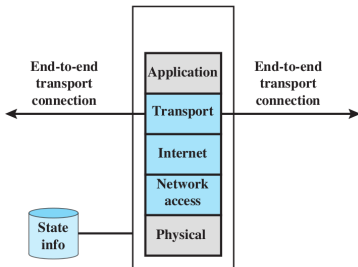 End-to-end
transport
connection
Application
Transport
Internet
Network
access
Physical
End-to-end
transport
connection
State
info